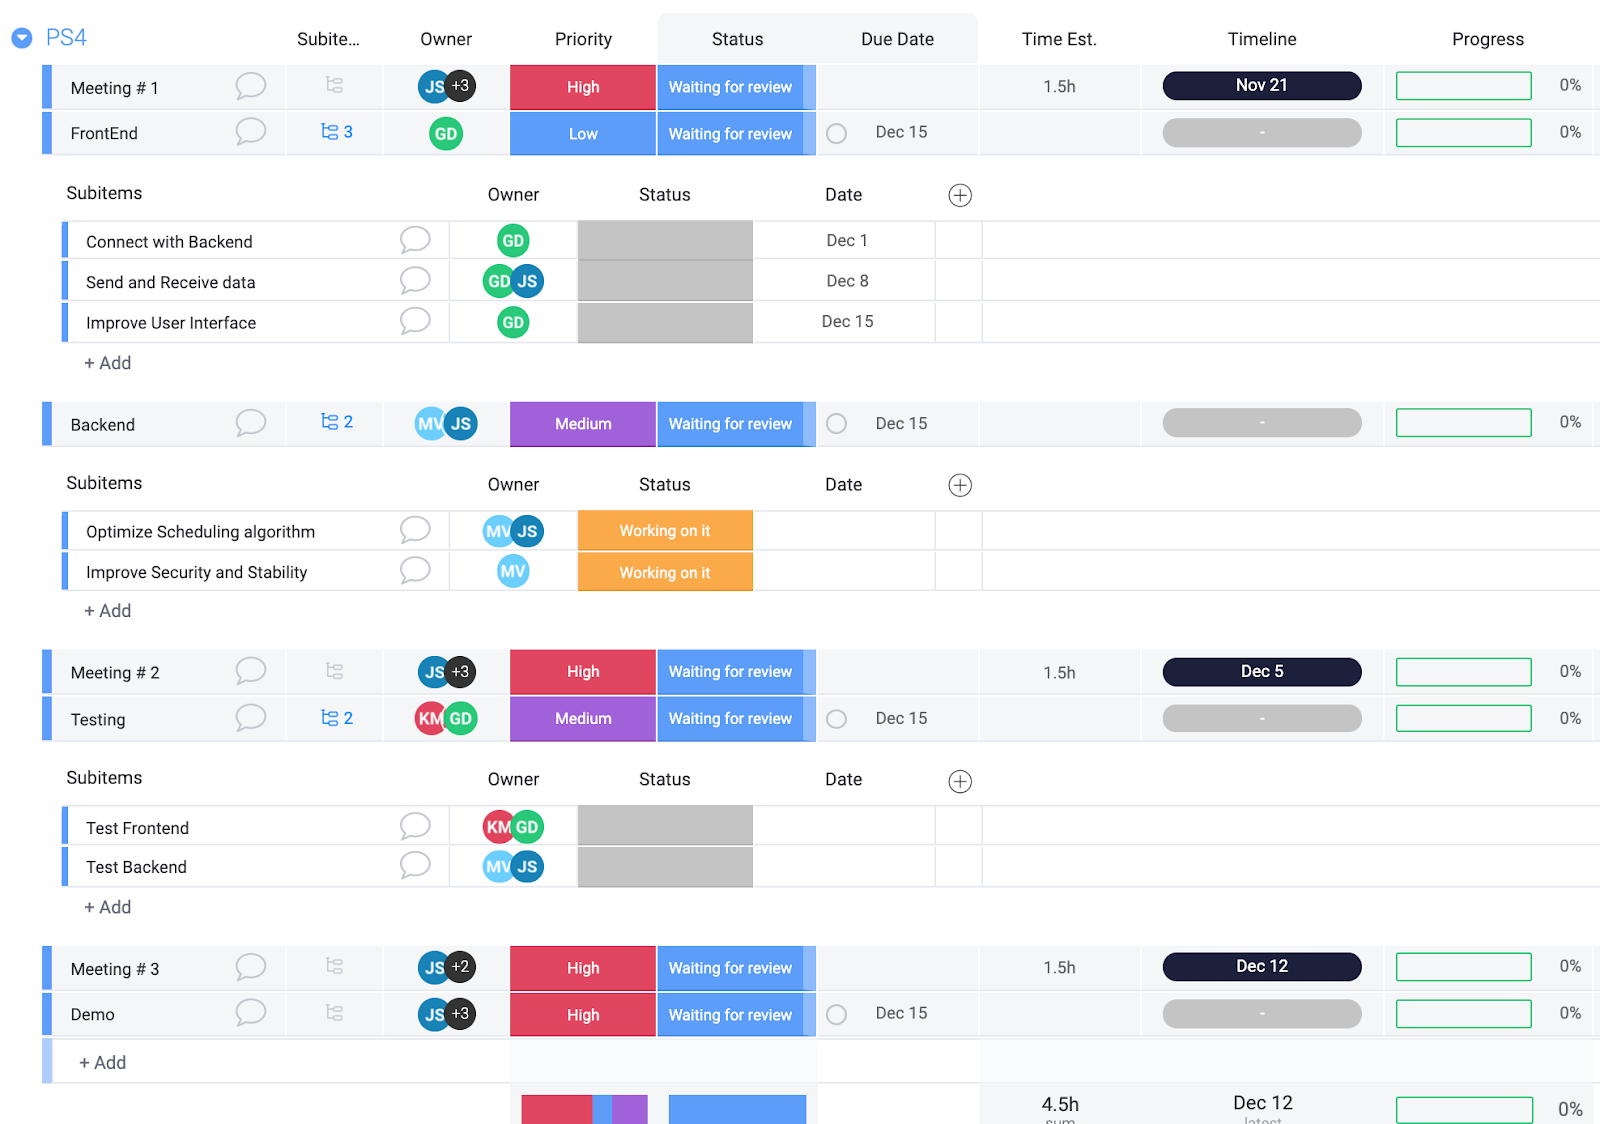 PS4 Subite... Owner Priority Status Due Date Time Est. Timeline Progress
Meeting # 1 JS +3 High Waiting for review 1.5h Nov 21 0%
FrontEnd 3 GD Low Waiting for review Dec 15 - 0%
Subitems Owner Status Date
Connect with Backend GD Dec 1
Send and Receive data GD JS Dec 8
Improve User Interface GD Dec 15
+ Add
Backend 2 MV JS Medium Waiting for review Dec 15 - 0%
Subitems Owner Status Date
Optimize Scheduling algorithm MV JS Working on it
Improve Security and Stability MV Working on it
+ Add
Meeting # 2 JS +3 High Waiting for review 1.5h Dec 5 0%
Testing 2 KM GD Medium Waiting for review Dec 15 - 0%
Subitems Owner Status Date
Test Frontend KM GD
Test Backend MV JS
+ Add
Meeting # 3 JS +2 High Waiting for review 1.5h Dec 12 0%
Demo JS +3 High Waiting for review Dec 15 - 0%
+ Add
4.5h Dec 12 0%
sum latest